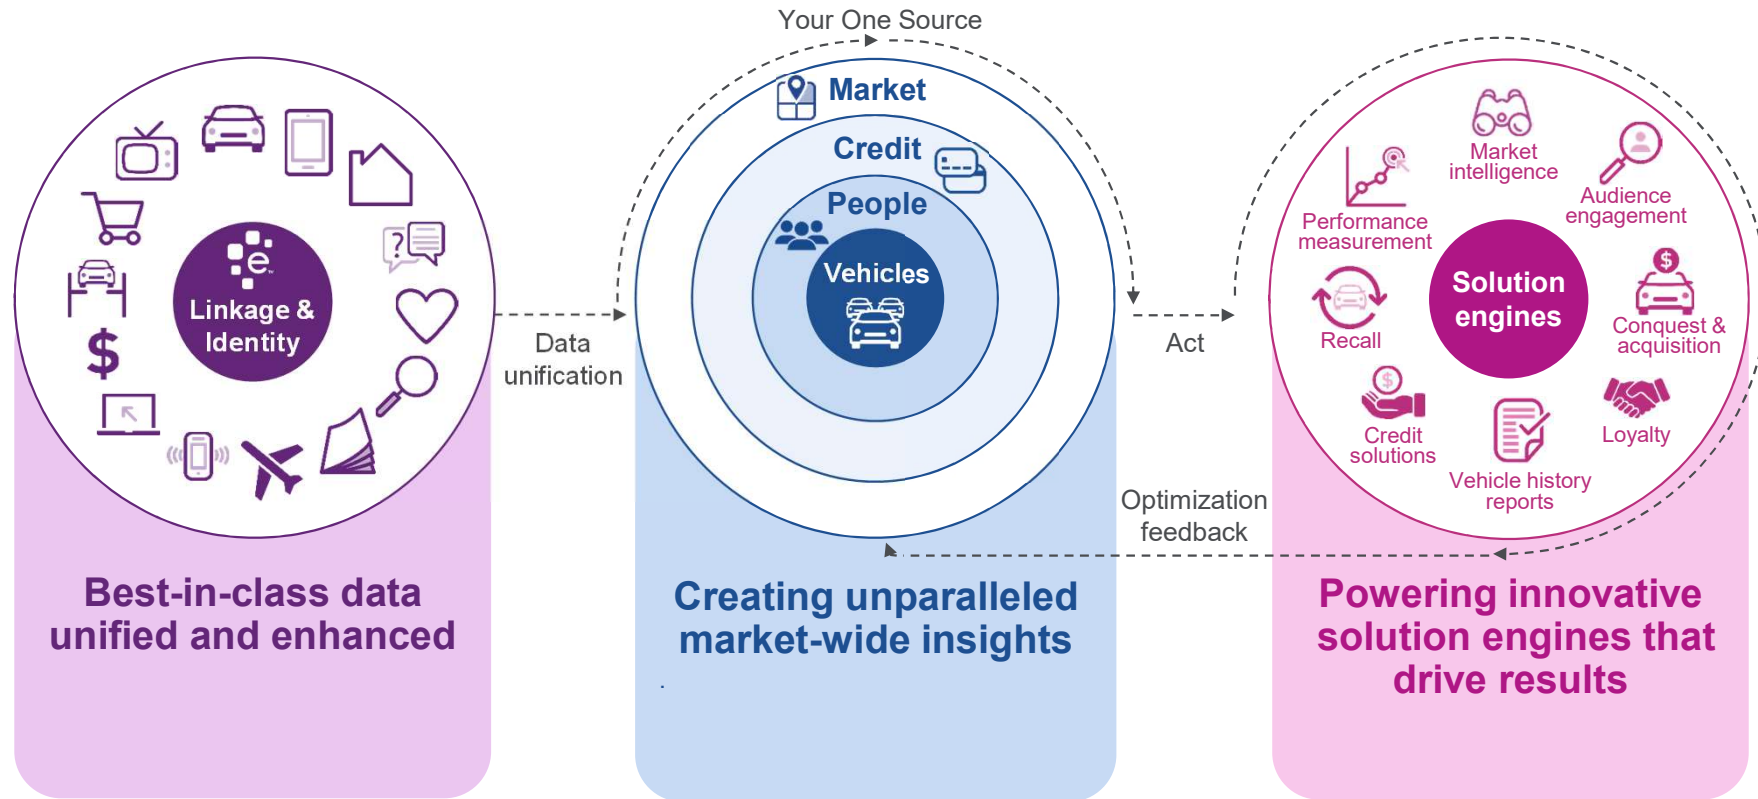 Your One Source
e™
Linkage &
Identity
Data
unification
Best-in-class data
unified and enhanced
Market
Credit
People
Vehicles
Act
Optimization
feedback
Creating unparalleled
market-wide insights
.
Market
intelligence
Audience
engagement
Performance
measurement
Solution
engines
Conquest &
acquisition
Recall
Credit
solutions
Loyalty
Vehicle history
reports
Powering innovative
solution engines that
drive results
$
?
$
$